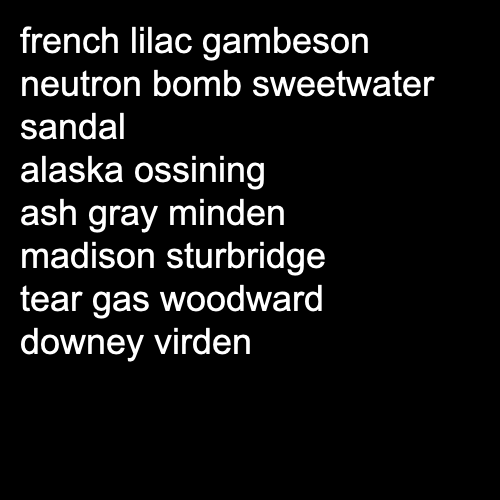 french lilac gambeson
neutron bomb sweetwater
sandal
alaska ossining
ash gray minden
madison sturbridge
tear gas woodward
downey virden